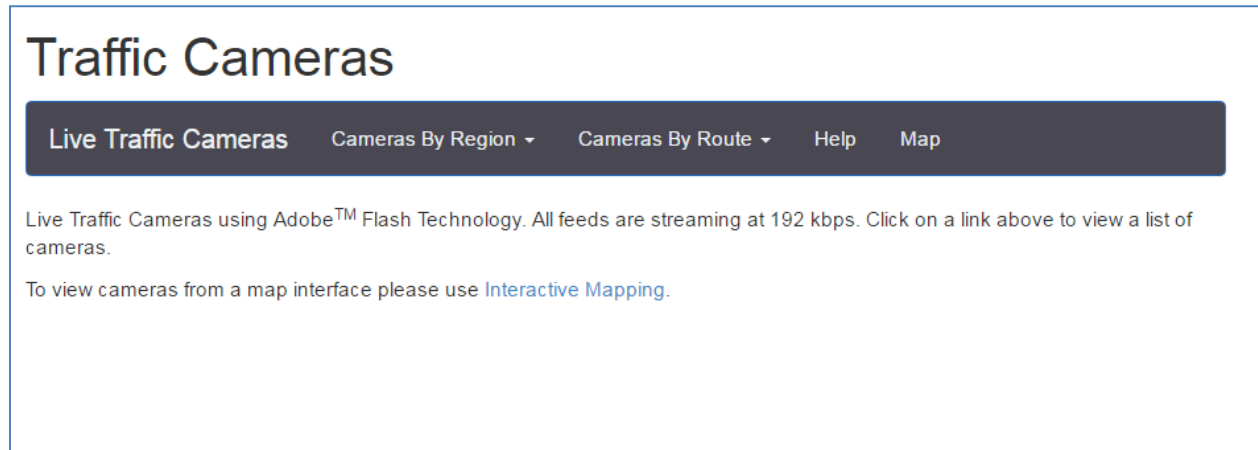 Traffic Cameras
Live Traffic Cameras Cameras By Region Cameras By Route Help Map
Live Traffic Cameras using Adobe™ Flash Technology. All feeds are streaming at 192 kbps. Click on a link above to view a list of
cameras.
To view cameras from a map interface please use Interactive Mapping.